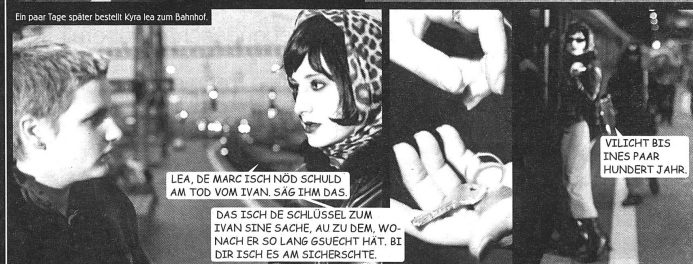 Ein paar Tage später bestellt Kyra lea zum Bahnhof.
LEA, DE MARC ISCH NÖD SCHULD
AM TOD VOM IVAN. SÄG IHM DAS.
DAS ISCH DE SCHLÜSSEL ZUM
IVAN SINE SACHE, AU ZU DEM, WO-
NACH ER SO LANG GSUECHT HÄT. BI
DIR ISCH ES AM SICHERSCHTE.
VILICHT BIS
INES PAAR
HUNDERT JAHR.